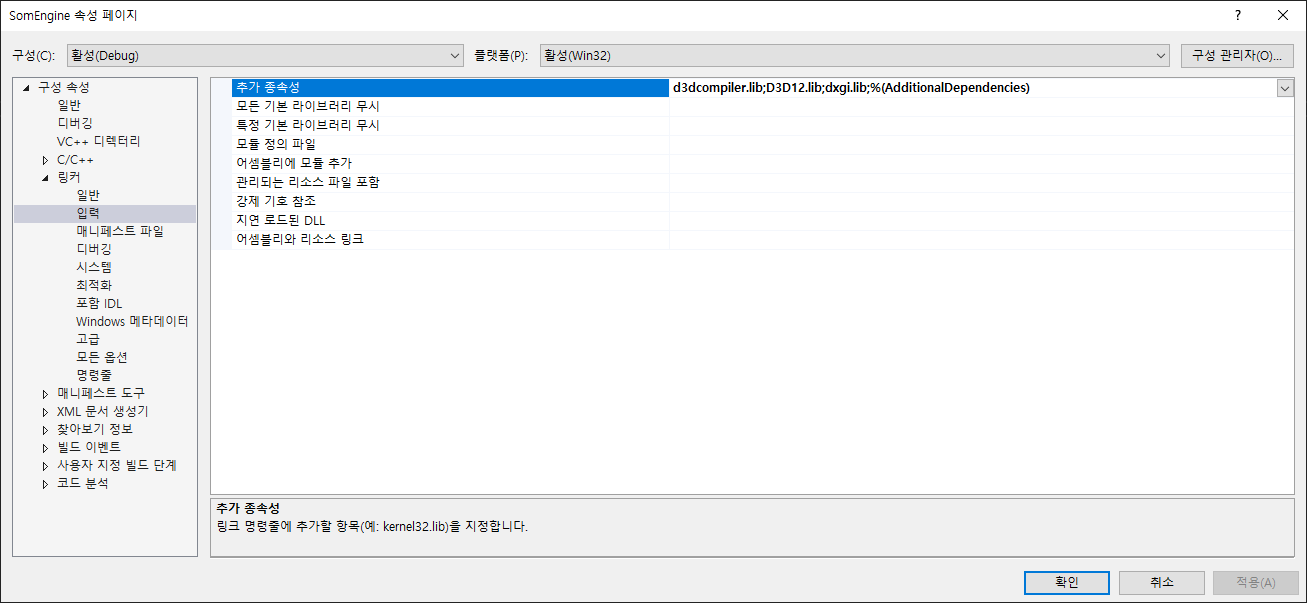 SomEngine 속성 페이지
?
구성(C): 활성(Debug) 플랫폼(P): 활성(Win32) 구성 관리자(O)...
구성 속성
일반
디버깅
VC++ 디렉터리
C/C++
링커
일반
입력
매니페스트 파일
디버깅
시스템
최적화
포함 IDL
Windows 메타데이터
고급
모든 옵션
명령줄
매니페스트 도구
XML 문서 생성기
찾아보기 정보
빌드 이벤트
사용자 지정 빌드 단계
코드 분석
추가 종속성 d3dcompiler.lib;D3D12.lib;dxgi.lib;%(AdditionalDependencies)
모든 기본 라이브러리 무시
특정 기본 라이브러리 무시
모듈 정의 파일
어셈블리에 모듈 추가
관리되는 리소스 파일 포함
강제 기호 참조
지연 로드된 DLL
어셈블리와 리소스 링크
추가 종속성
링크 명령줄에 추가할 항목(예: kernel32.lib)을 지정합니다.
확인 취소 적용(A)